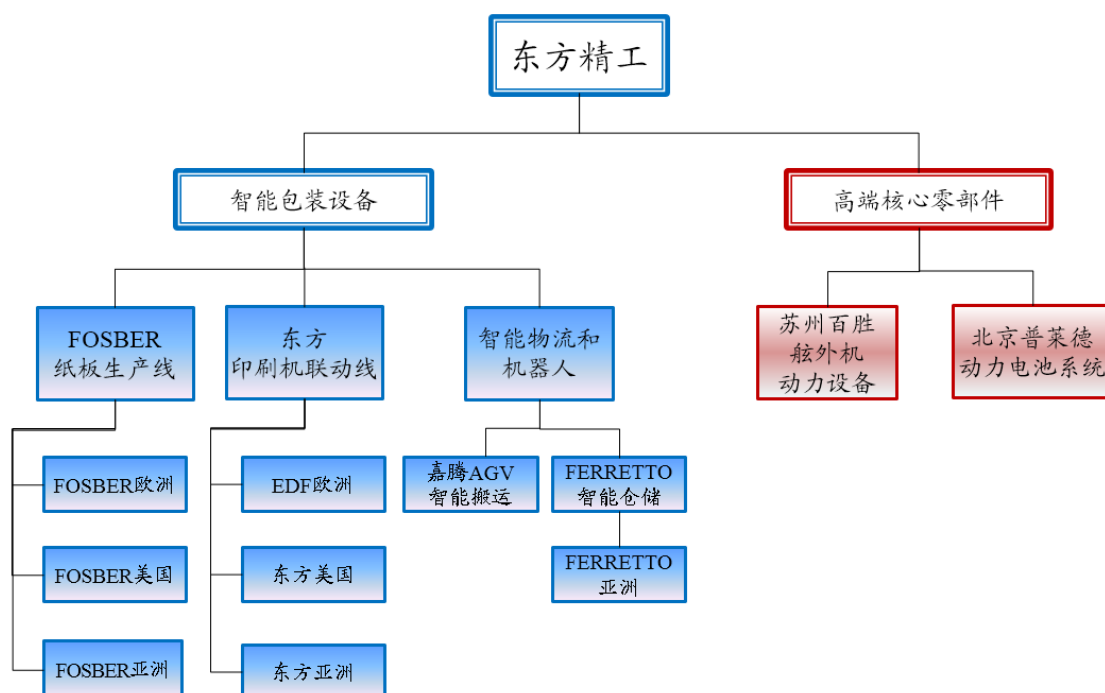 东方精工
智能包装设备
高端核心零部件
FOSBER
纸板生产线
东方
印刷机联动线
智能物流和
机器人
苏州百胜
舷外机
动力设备
北京普莱德
动力电池系统
FOSBER欧洲
EDF欧洲
嘉腾AGV
智能搬运
FERRETTO
智能仓储
FOSBER美国
东方美国
FERRETTO
亚洲
FOSBER亚洲
东方亚洲